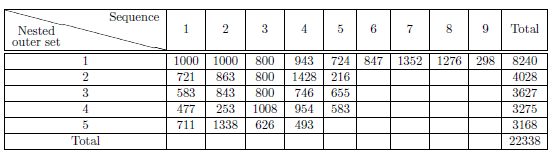 Sequence
Nested
outer set
1 2 3 4 5 6 7 8 9 Total
1 1000 1000 800 943 724 847 1352 1276 298 8240
2 721 863 800 1428 216 4028
3 583 843 800 746 655 3627
4 477 253 1008 954 583 3275
5 711 1338 626 493 3168
Total 22338